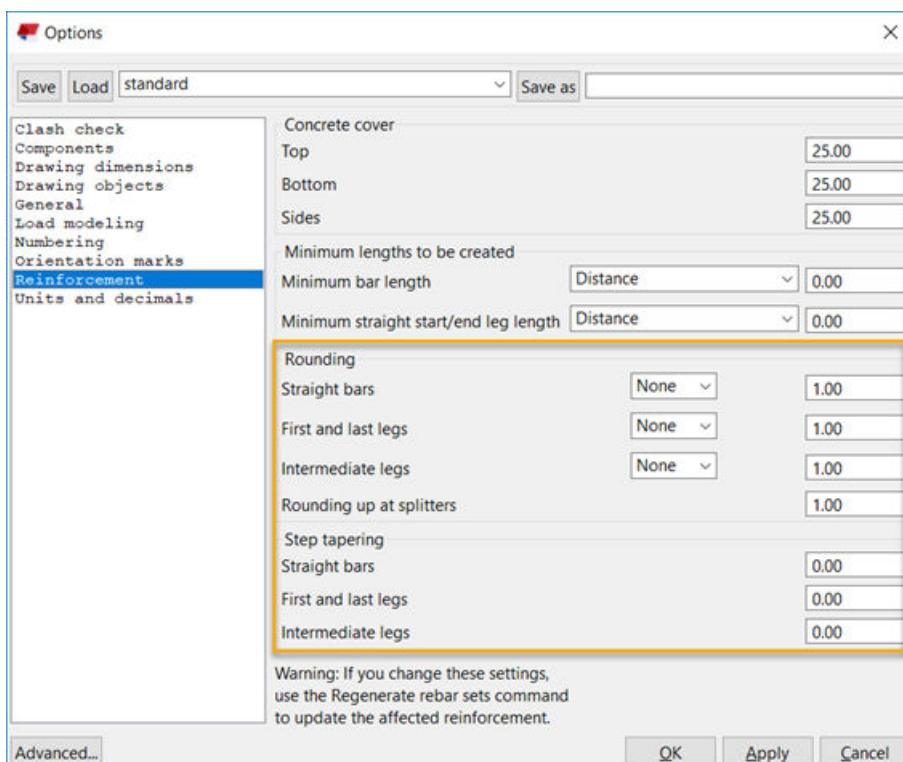 Options
Save Load standard Save as
Clash check
Components
Drawing dimensions
Drawing objects
General
Load modeling
Numbering
Orientation marks
Reinforcement
Units and decimals
Concrete cover
Top 25.00
Bottom 25.00
Sides 25.00
Minimum lengths to be created
Minimum bar length Distance 0.00
Minimum straight start/end leg length Distance 0.00
Rounding
Straight bars None 1.00
First and last legs None 1.00
Intermediate legs None 1.00
Rounding up at splitters 1.00
Step tapering
Straight bars 0.00
First and last legs 0.00
Intermediate legs 0.00
Warning: If you change these settings,
use the Regenerate rebar sets command
to update the affected reinforcement.
Advanced... OK Apply Cancel